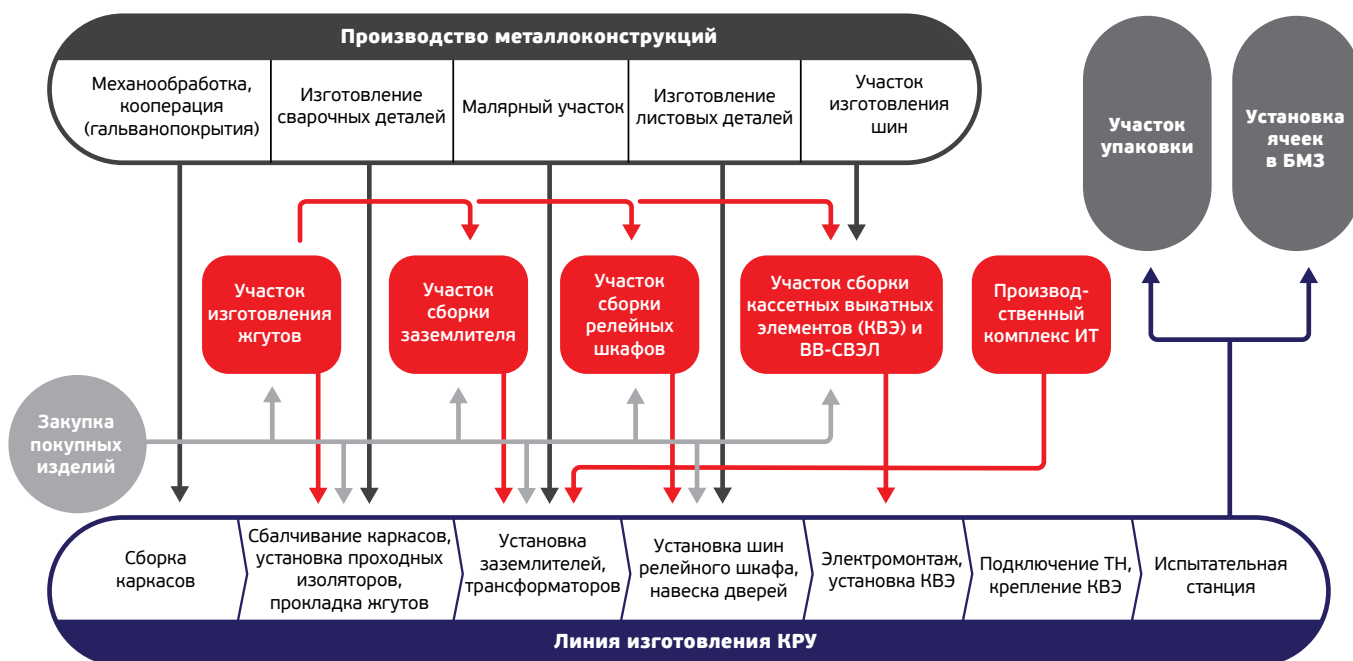 Производство металлоконструкций
Механообработка,
кооперация
(гальванопокрытия)
Изготовление
сварочных деталей
Малярный участок
Изготовление
листовых деталей
Участок
изготовления
шин
Участок
упаковки
Установка
ячеек
в БМЗ
Участок
изготовления
жгутов
Участок
сборки
заземлителя
Участок
сборки
релейных
шкафов
Участок сборки
кассетных выкатных
элементов (КВЭ) и
ВВ-СВЭЛ
Производ-
ственный
комплекс ИТ
Закупка
покупных
изделий
Сборка
каркасов
Сбалчивание каркасов,
установка проходных
изоляторов,
прокладка жгутов
Установка
заземлителей,
трансформаторов
Установка шин
релейного шкафа,
навеска дверей
Электромонтаж,
установка КВЭ
Подключение ТН,
крепление КВЭ
Испытательная
станция
Линия изготовления КРУ